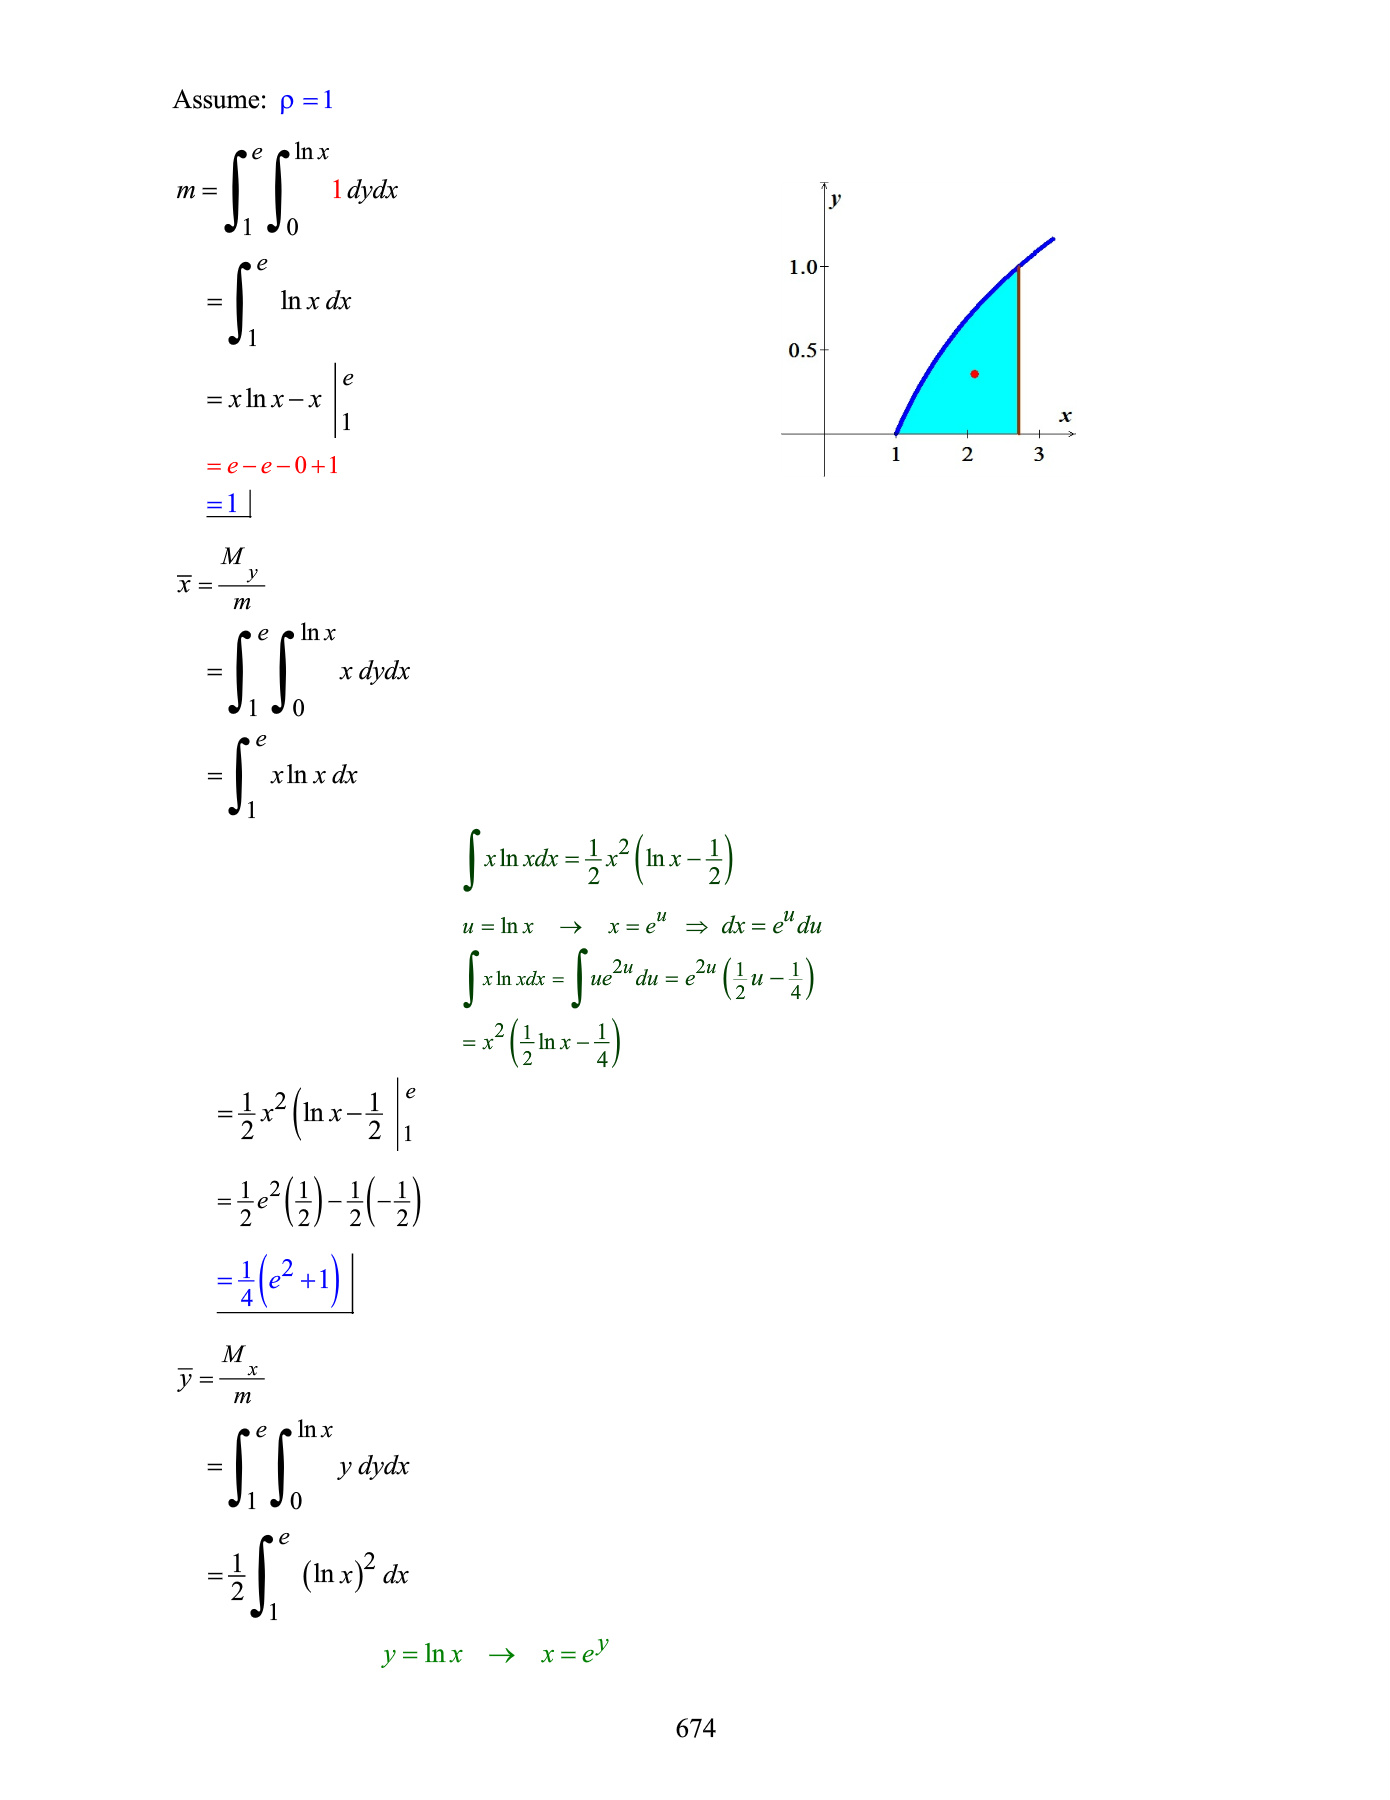 Assume: ρ = 1
m = ∫_1^e ∫_0^{ln x} 1 dydx
= ∫_1^e ln x dx
= x ln x − x |_1^e
= e − e − 0 + 1
= 1
y
1.0
0.5
x
1 2 3
x̅ = M_y / m
= ∫_1^e ∫_0^{ln x} x dydx
= ∫_1^e x ln x dx
∫ x ln x dx = 1/2 x^2 (ln x − 1/2)
u = ln x → x = e^u ⇒ dx = e^u du
∫ x ln x dx = ∫ u e^{2u} du = e^{2u} (1/2 u − 1/4)
= x^2 (1/2 ln x − 1/4)
= 1/2 x^2 (ln x − 1/2 |_1^e
= 1/2 e^2 (1/2) − 1/2 (−1/2)
= 1/4 (e^2 + 1)
y̅ = M_x / m
= ∫_1^e ∫_0^{ln x} y dydx
= 1/2 ∫_1^e (ln x)^2 dx
y = ln x → x = e^y
674